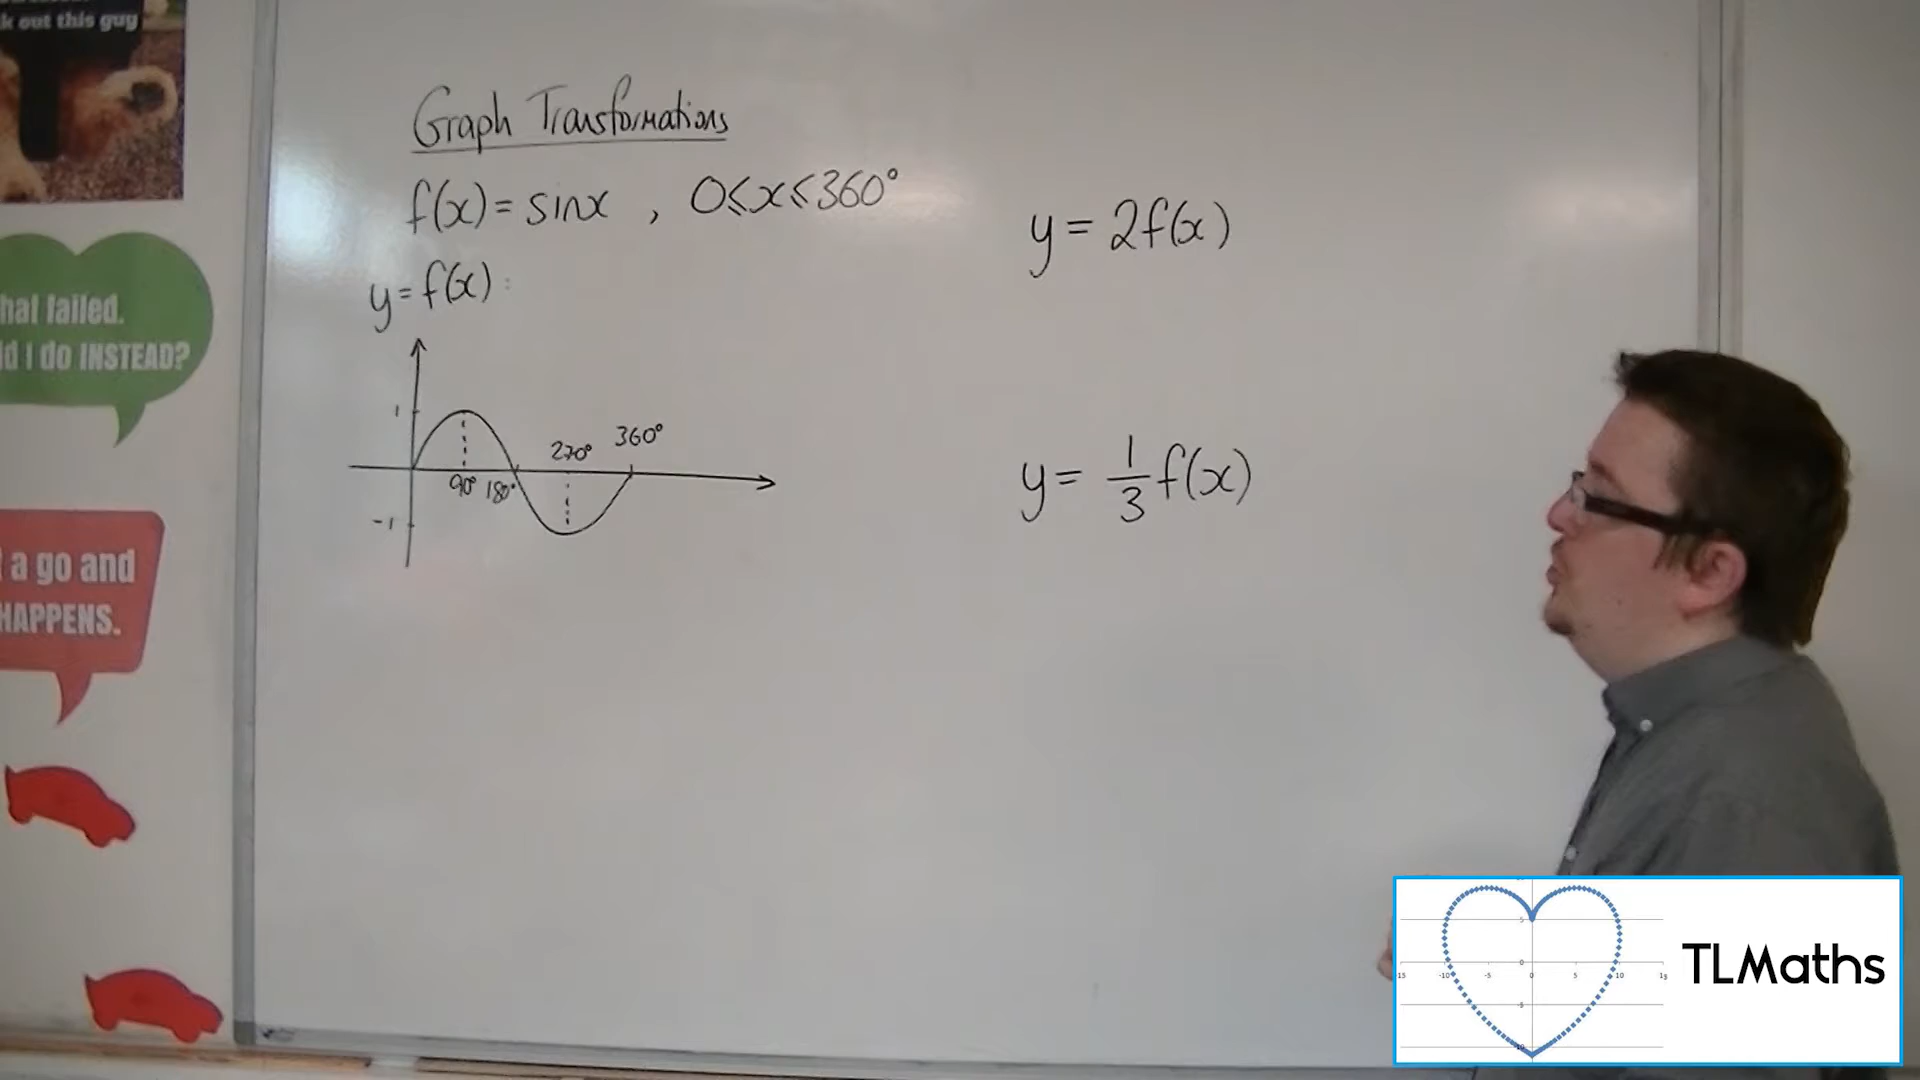 k out this guy
hat failed.
d I do INSTEAD?
a go and
HAPPENS.
Graph Transformations
f(x) = sinx , 0≤x≤360°
y = f(x) :
1
-1
90°
180°
270°
360°
y = 2f(x)
y = 1/3 f(x)
TLMaths